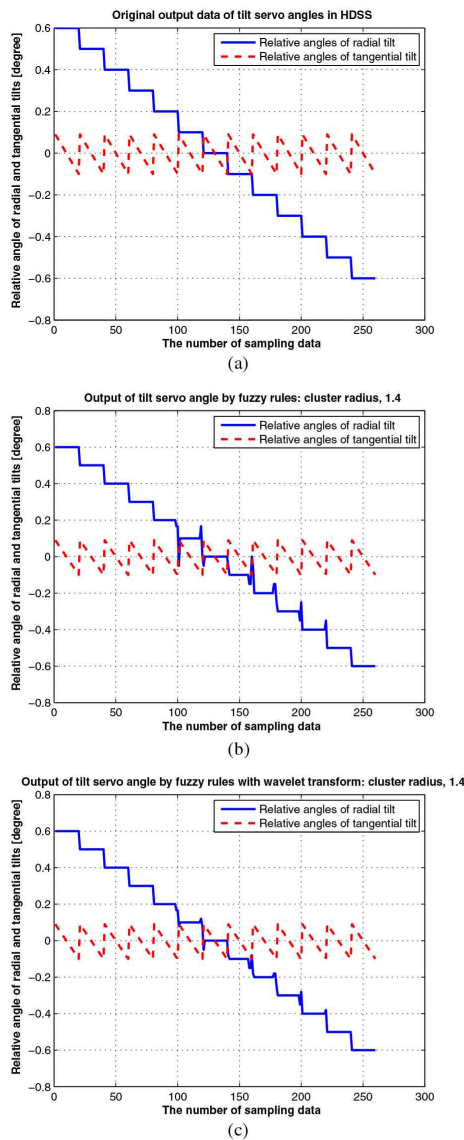 Original output data of tilt servo angles in HDSS
Relative angles of radial tilt
Relative angles of tangential tilt
Relative angle of radial and tangential tilts [degree]
0.6
0.4
0.2
0
−0.2
−0.4
−0.6
−0.8
0 50 100 150 200 250 300
The number of sampling data
(a)
Output of tilt servo angle by fuzzy rules: cluster radius, 1.4
Relative angles of radial tilt
Relative angles of tangential tilt
Relative angle of radial and tangential tilts [degree]
0.8
0.6
0.4
0.2
0
−0.2
−0.4
−0.6
−0.8
0 50 100 150 200 250 300
The number of sampling data
(b)
Output of tilt servo angle by fuzzy rules with wavelet transform: cluster radius, 1.4
Relative angles of radial tilt
Relative angles of tangential tilt
Relative angle of radial and tangential tilts [degree]
0.8
0.6
0.4
0.2
0
−0.2
−0.4
−0.6
−0.8
0 50 100 150 200 250 300
The number of sampling data
(c)